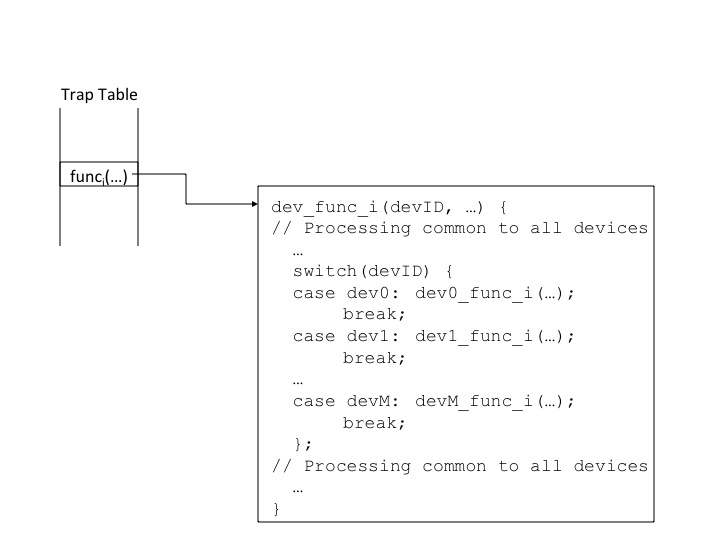 Trap Table
funci(…)
dev_func_i(devID, …) {
// Processing common to all devices
…
switch(devID) {
case dev0: dev0_func_i(…);
break;
case dev1: dev1_func_i(…);
break;
…
case devM: devM_func_i(…);
break;
};
// Processing common to all devices
…
}